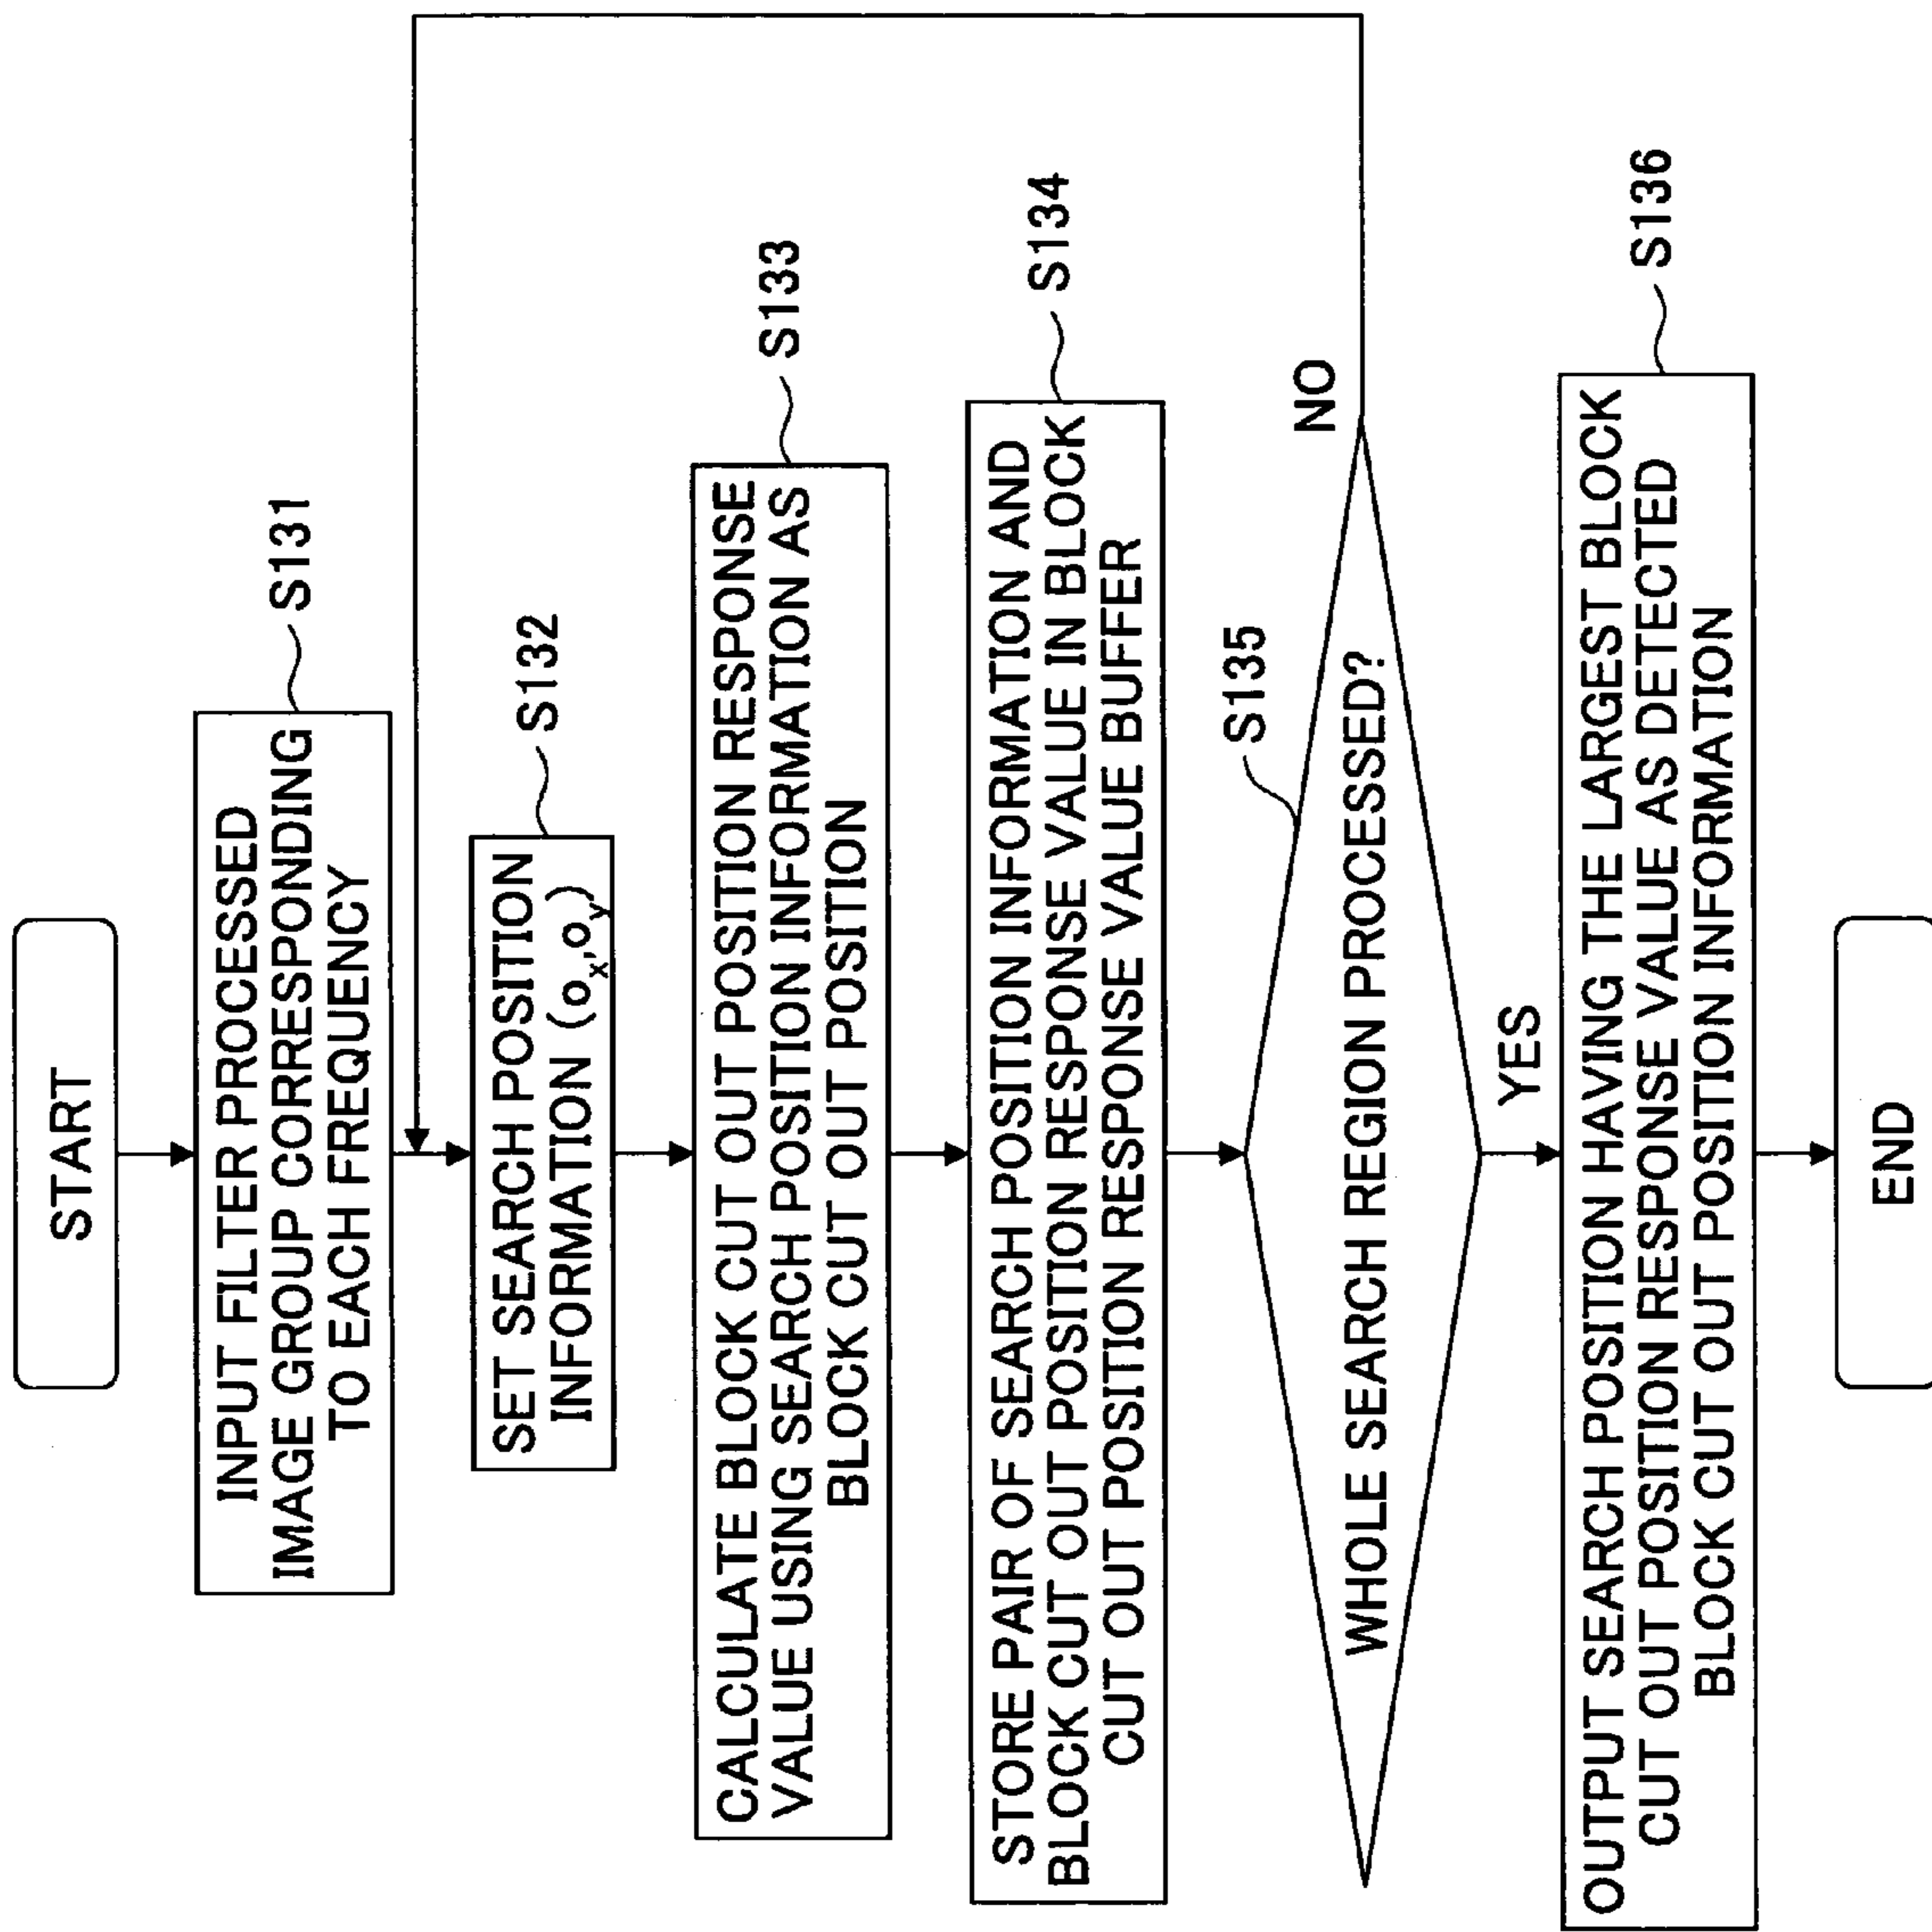 START
INPUT FILTER PROCESSED
IMAGE GROUP CORRESPONDING
TO EACH FREQUENCY
S131
SET SEARCH POSITION
INFORMATION (ox,oy)
S132
CALCULATE BLOCK CUT OUT POSITION RESPONSE
VALUE USING SEARCH POSITION INFORMATION AS
BLOCK CUT OUT POSITION
S133
STORE PAIR OF SEARCH POSITION INFORMATION AND
BLOCK CUT OUT POSITION RESPONSE VALUE IN BLOCK
CUT OUT POSITION RESPONSE VALUE BUFFER
S134
WHOLE SEARCH REGION PROCESSED?
S135
NO
YES
OUTPUT SEARCH POSITION HAVING THE LARGEST BLOCK
CUT OUT POSITION RESPONSE VALUE AS DETECTED
BLOCK CUT OUT POSITION INFORMATION
S136
END